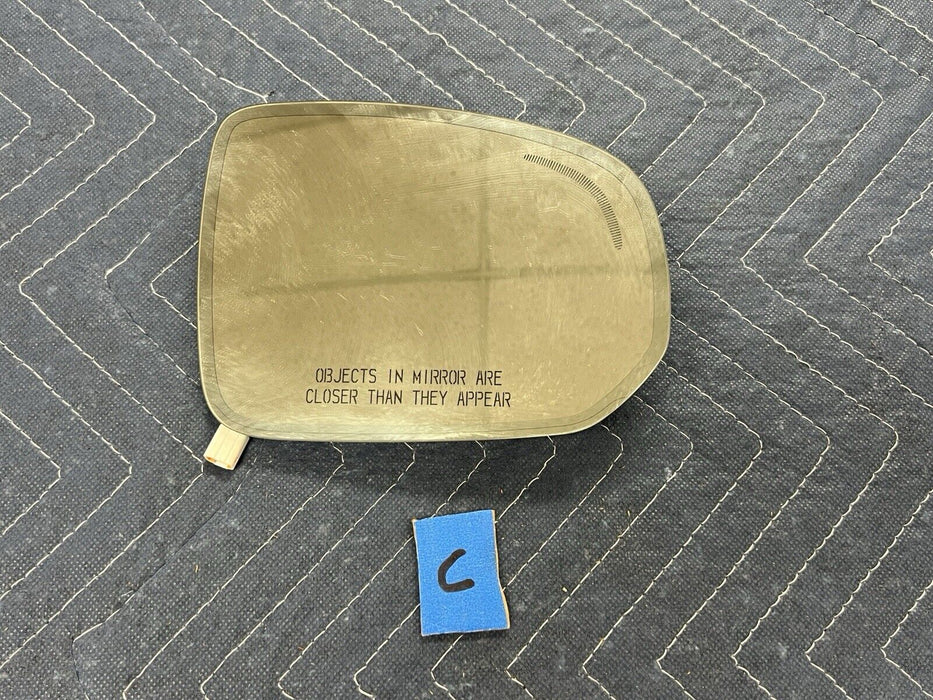 OBJECTS IN MIRROR ARE
CLOSER THAN THEY APPEAR
C